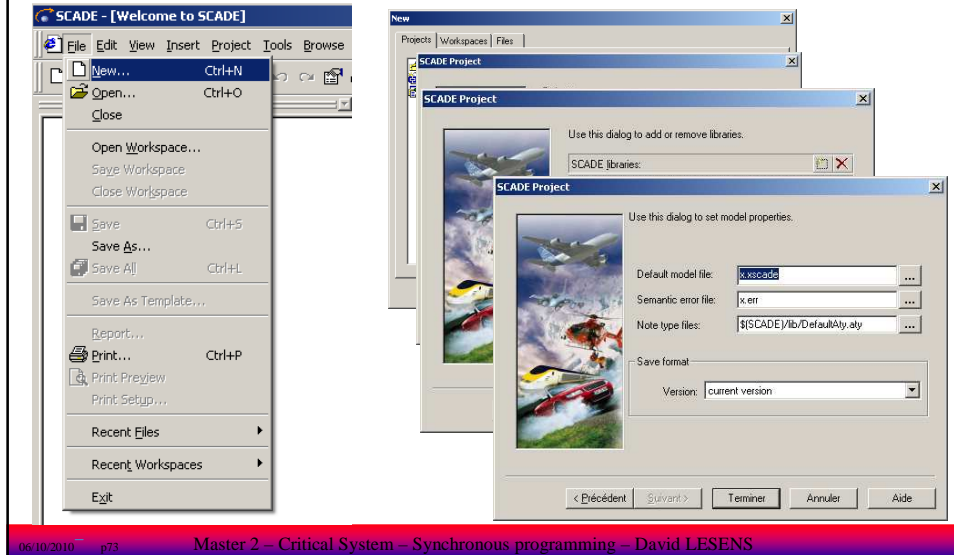 SCADE - [Welcome to SCADE]
File Edit View Insert Project Tools Browse
New... Ctrl+N
Open... Ctrl+O
Close
Open Workspace...
Save Workspace
Close Workspace
Save Ctrl+S
Save As...
Save All Ctrl+L
Save As Template...
Report...
Print... Ctrl+P
Print Preview
Print Setup...
Recent Files
Recent Workspaces
Exit
New
Projects Workspaces Files
SCADE Project
SCADE Project
Use this dialog to add or remove libraries.
SCADE libraries:
SCADE Project
Use this dialog to set model properties.
Default model file: x.xscade ...
Semantic error file: x.err ...
Note type files: $(SCADE)/lib/DefaultAty.aty ...
Save format
Version: current version
< Précédent Suivant > Terminer Annuler Aide
06/10/2010 p73 Master 2 – Critical System – Synchronous programming – David LESENS